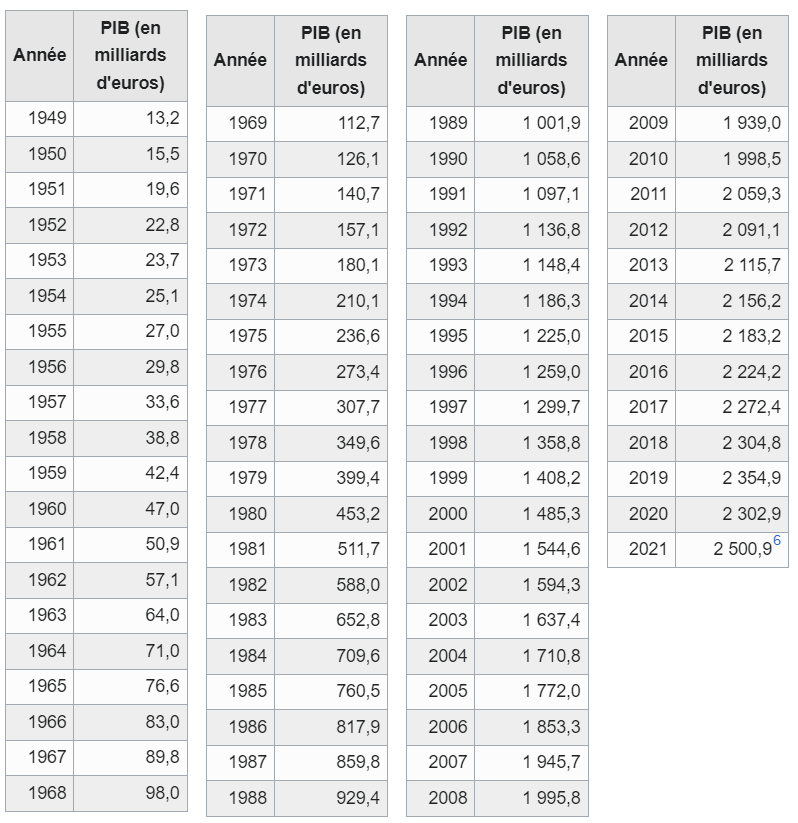 Année PIB (en milliards d'euros)
1949 13,2
1950 15,5
1951 19,6
1952 22,8
1953 23,7
1954 25,1
1955 27,0
1956 29,8
1957 33,6
1958 38,8
1959 42,4
1960 47,0
1961 50,9
1962 57,1
1963 64,0
1964 71,0
1965 76,6
1966 83,0
1967 89,8
1968 98,0
Année PIB (en milliards d'euros)
1969 112,7
1970 126,1
1971 140,7
1972 157,1
1973 180,1
1974 210,1
1975 236,6
1976 273,4
1977 307,7
1978 349,6
1979 399,4
1980 453,2
1981 511,7
1982 588,0
1983 652,8
1984 709,6
1985 760,5
1986 817,9
1987 859,8
1988 929,4
Année PIB (en milliards d'euros)
1989 1 001,9
1990 1 058,6
1991 1 097,1
1992 1 136,8
1993 1 148,4
1994 1 186,3
1995 1 225,0
1996 1 259,0
1997 1 299,7
1998 1 358,8
1999 1 408,2
2000 1 485,3
2001 1 544,6
2002 1 594,3
2003 1 637,4
2004 1 710,8
2005 1 772,0
2006 1 853,3
2007 1 945,7
2008 1 995,8
Année PIB (en milliards d'euros)
2009 1 939,0
2010 1 998,5
2011 2 059,3
2012 2 091,1
2013 2 115,7
2014 2 156,2
2015 2 183,2
2016 2 224,2
2017 2 272,4
2018 2 304,8
2019 2 354,9
2020 2 302,9
2021 2 500,9⁶